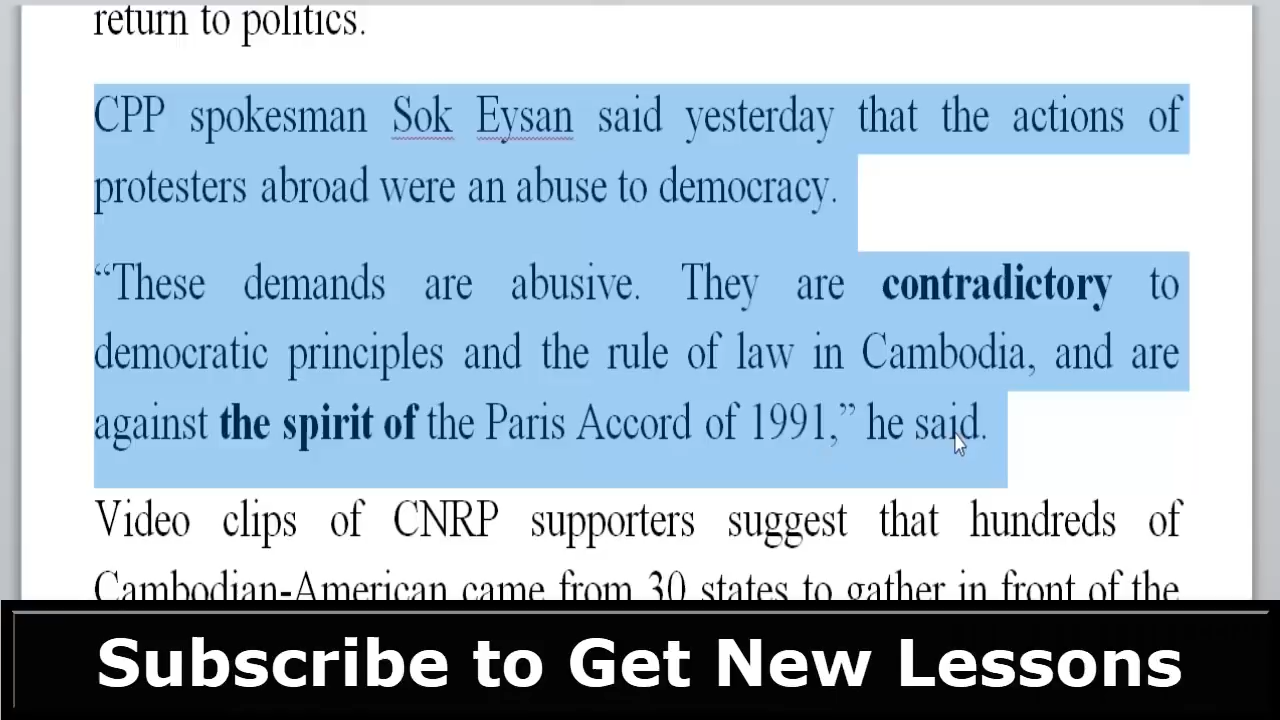 return to politics.
CPP spokesman Sok Eysan said yesterday that the actions of
protesters abroad were an abuse to democracy.
“These demands are abusive. They are contradictory to
democratic principles and the rule of law in Cambodia, and are
against the spirit of the Paris Accord of 1991,” he said.
Video clips of CNRP supporters suggest that hundreds of
Cambodian-American came from 30 states to gather in front of the
Subscribe to Get New Lessons